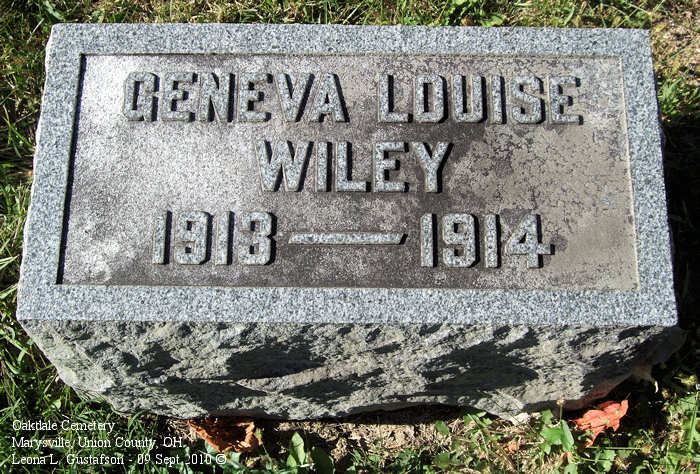 GENEVA LOUISE
WILEY
1913 — 1914
Oakdale Cemetery
Marysville, Union County, OH
Leona L. Gustafson - 09 Sept 2010 ©